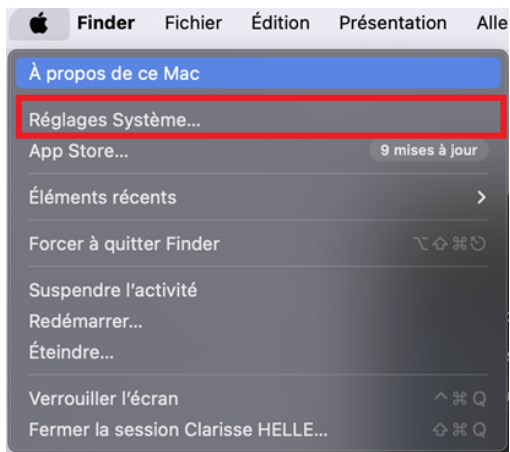 Finder Fichier Édition Présentation Alle
À propos de ce Mac
Réglages Système...
App Store... 9 mises à jour
Éléments récents
Forcer à quitter Finder ⌥⇧⌘⎋
Suspendre l’activité
Redémarrer...
Éteindre...
Verrouiller l’écran ^⌘Q
Fermer la session Clarisse HELLE... ⇧⌘Q